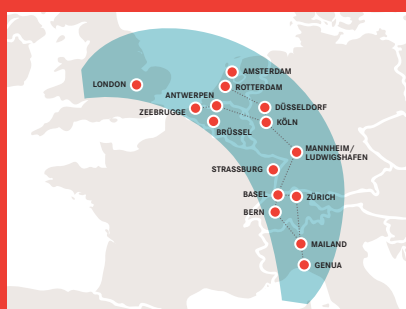 AMSTERDAM
LONDON
ROTTERDAM
ANTWERPEN
DÜSSELDORF
ZEEBRUGGE
KÖLN
BRÜSSEL
MANNHEIM/
LUDWIGSHAFEN
STRASSBURG
BASEL
ZÜRICH
BERN
MAILAND
GENUA